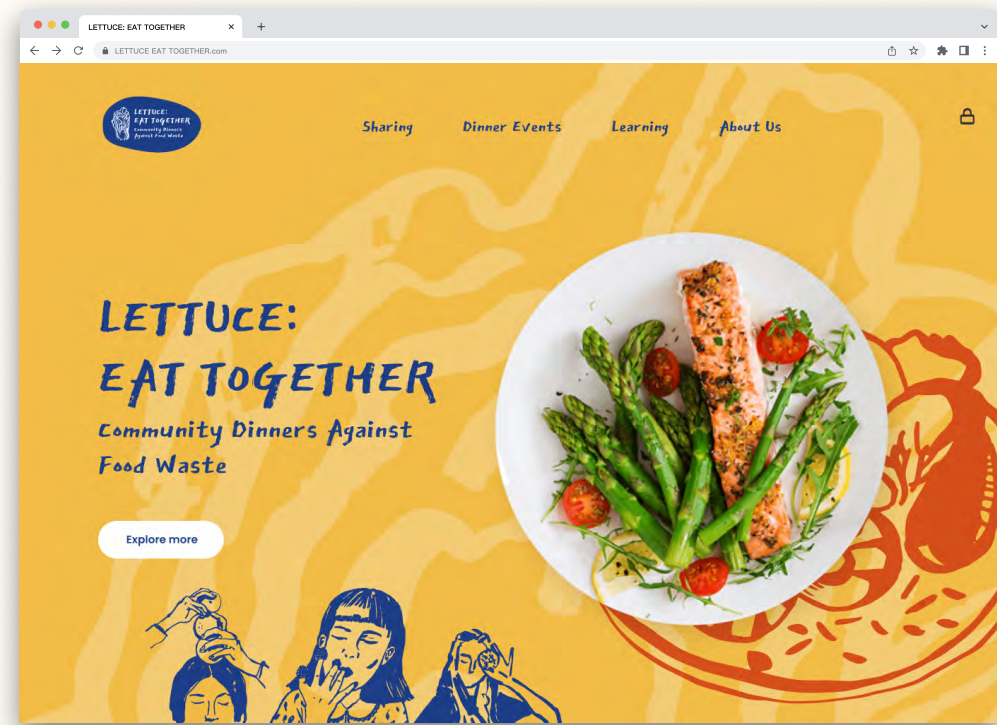 LETTUCE: EAT TOGETHER
LETTUCE EAT TOGETHER.com
LETTUCE:
EAT TOGETHER
Community Dinners
Against Food Waste
Sharing Dinner Events Learning About Us
LETTUCE:
EAT TOGETHER
Community Dinners Against
Food Waste
Explore more